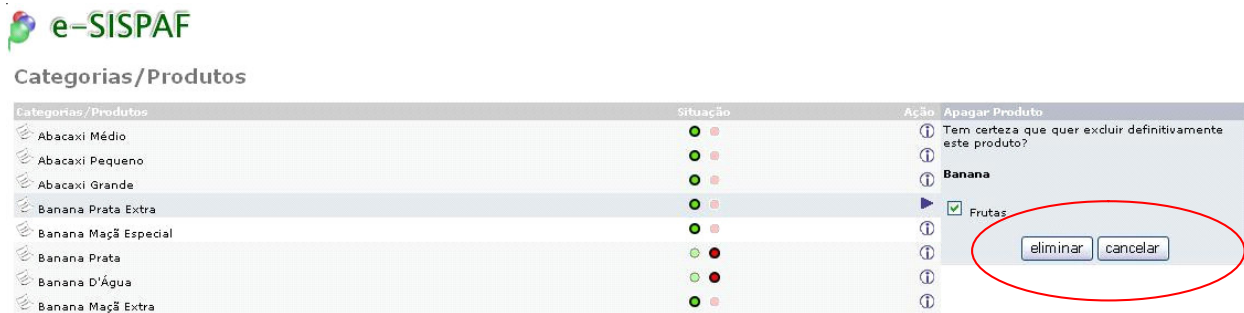 e-SISPAF
Categorias/Produtos
Categorias/Produtos Situação Ação
Abacaxi Médio
Abacaxi Pequeno
Abacaxi Grande
Banana Prata Extra
Banana Maçã Especial
Banana Prata
Banana D'Água
Banana Maçã Extra
Apagar Produto
Tem certeza que quer excluir definitivamente
este produto?
Banana
Frutas
eliminar cancelar